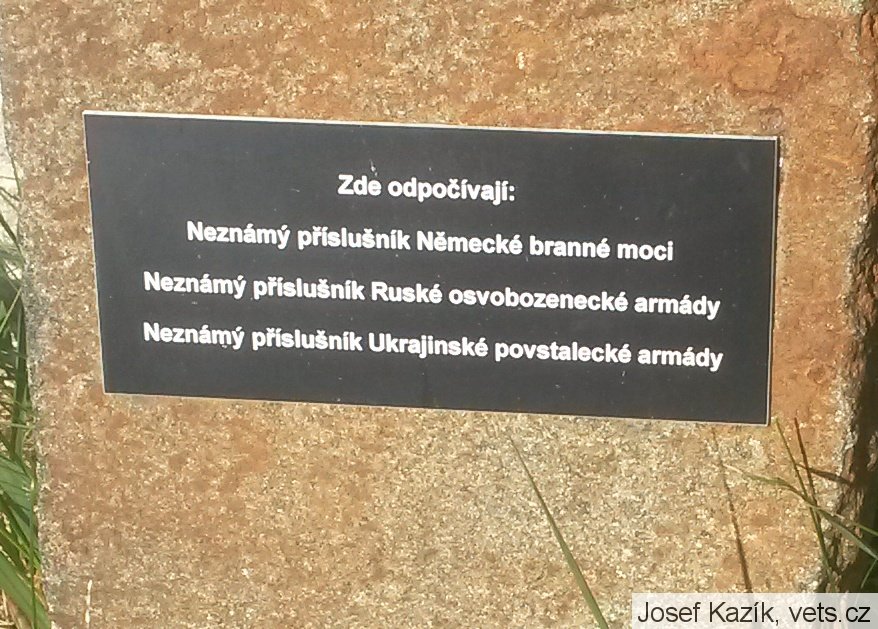 Zde odpočívají:
Neznámý příslušník Německé branné moci
Neznámý příslušník Ruské osvobozenecké armády
Neznámý příslušník Ukrajinské povstalecké armády
Josef Kazík, vets.cz